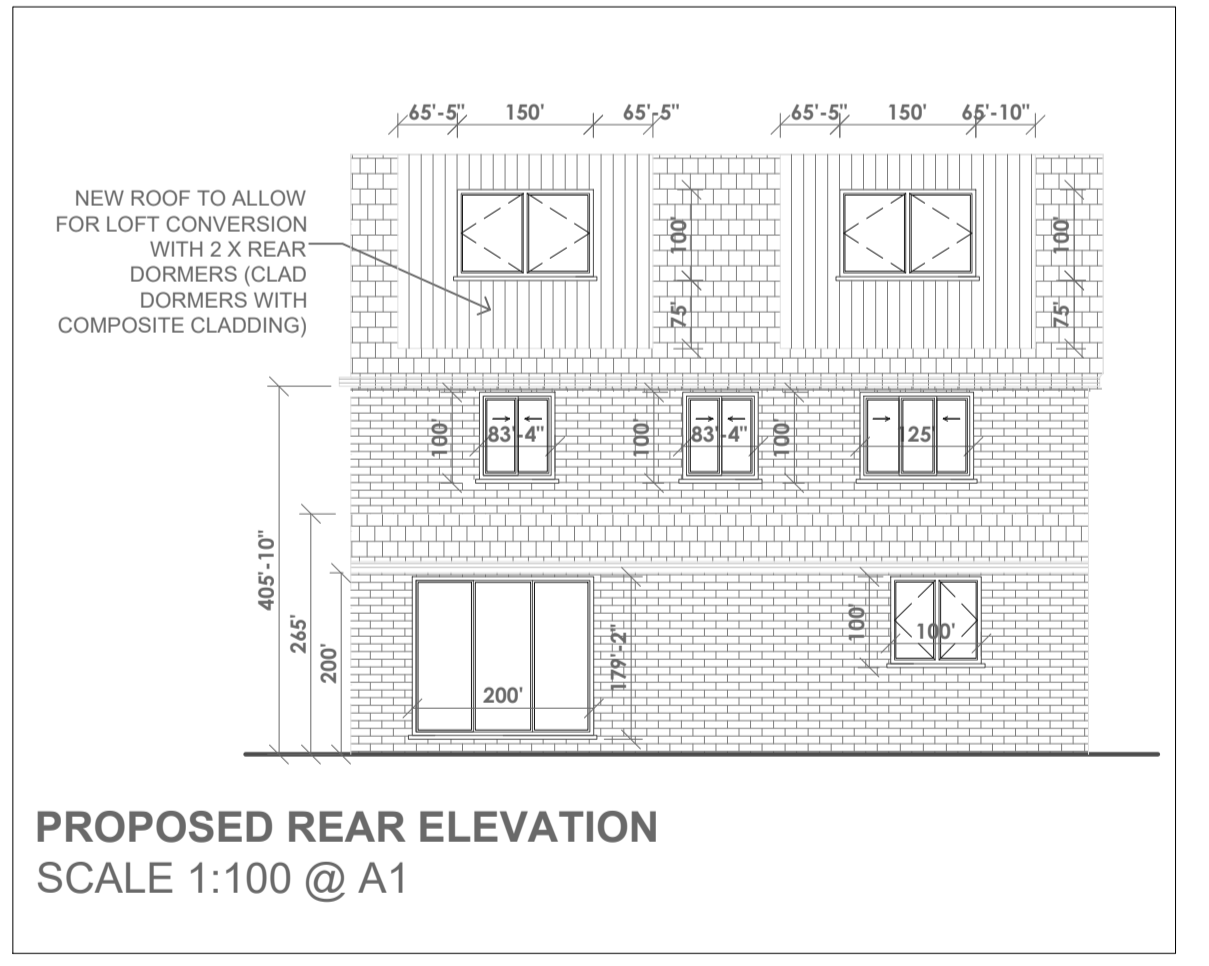 65'-5" 150' 65'-5" 65'-5" 150' 65'-10"
NEW ROOF TO ALLOW
FOR LOFT CONVERSION
WITH 2 X REAR
DORMERS (CLAD
DORMERS WITH
COMPOSITE CLADDING)
100' 100'
75' 75'
100' 83'-4" 100' 83'-4" 100' 125'
405'-10"
265'
200'
200'
179'-2"
100'
100'
PROPOSED REAR ELEVATION
SCALE 1:100 @ A1